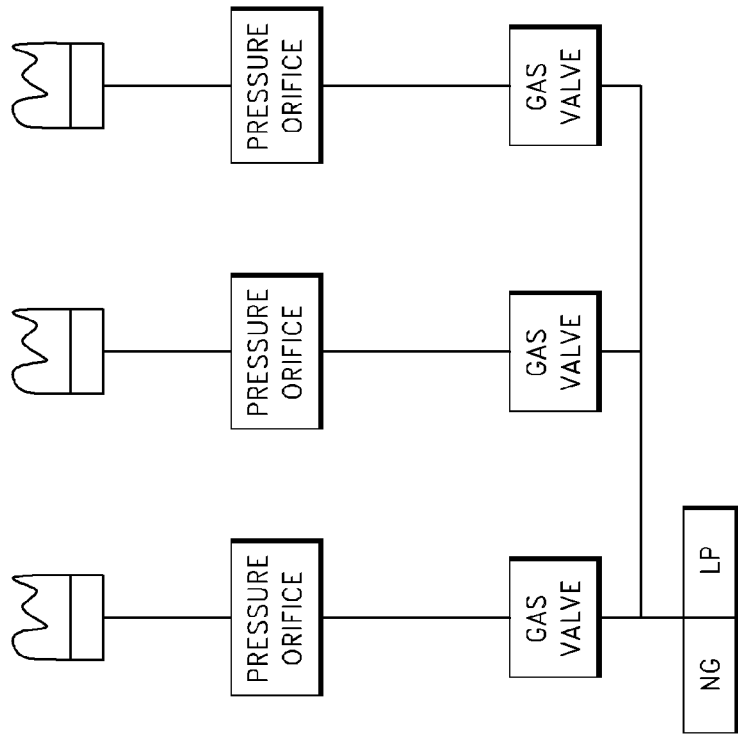 PRESSURE
ORIFICE
GAS
VALVE
PRESSURE
ORIFICE
GAS
VALVE
PRESSURE
ORIFICE
GAS
VALVE
NG
LP